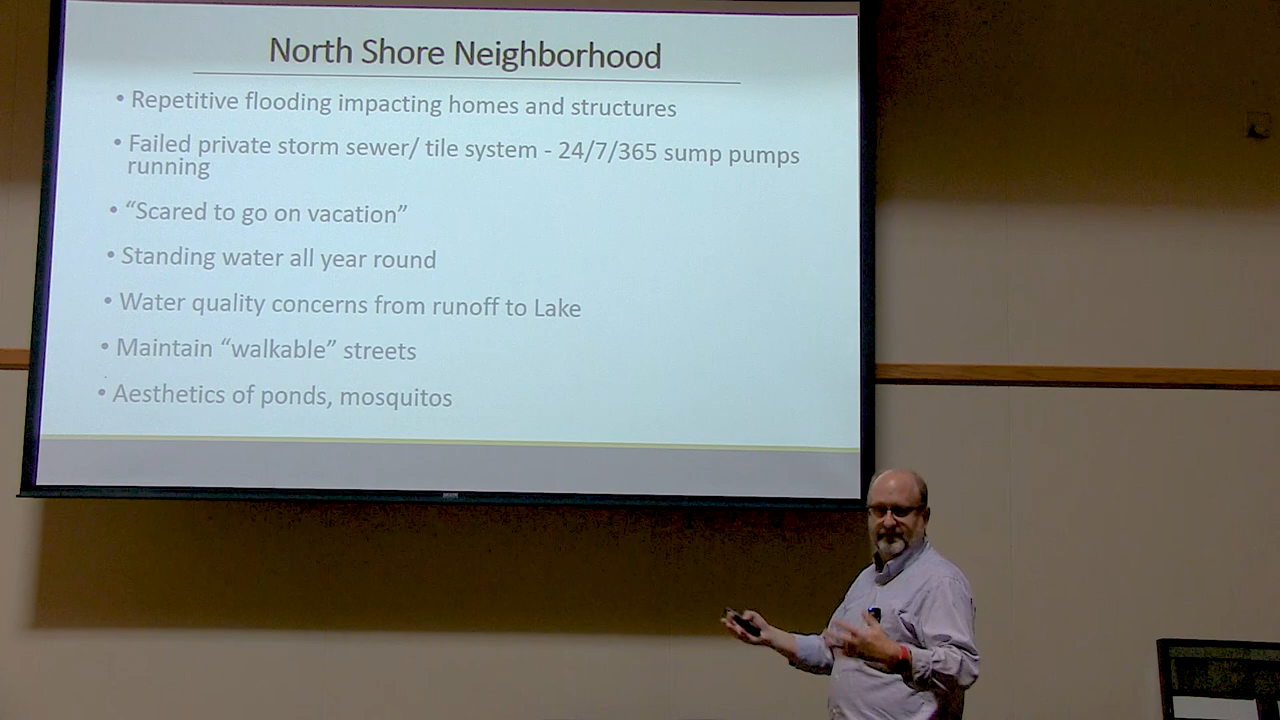 North Shore Neighborhood
• Repetitive flooding impacting homes and structures
• Failed private storm sewer/ tile system - 24/7/365 sump pumps
running
• “Scared to go on vacation”
• Standing water all year round
• Water quality concerns from runoff to Lake
• Maintain “walkable” streets
• Aesthetics of ponds, mosquitos